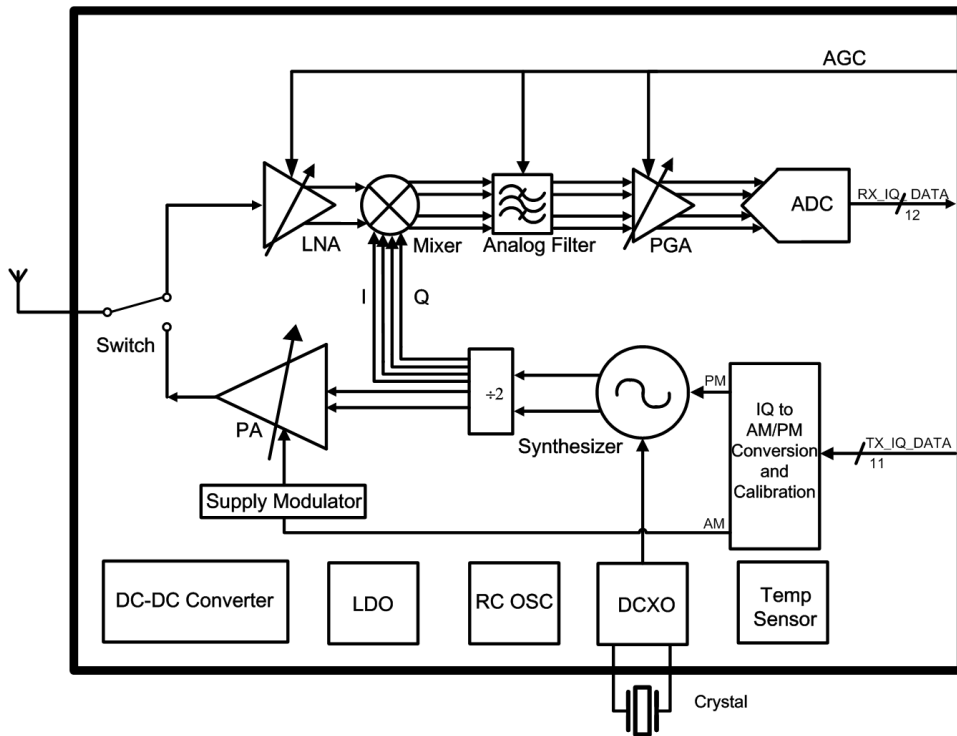 AGC
RX_IQ_DATA
12
ADC
LNA
Mixer
Analog Filter
PGA
I
Q
Switch
PA
÷2
Synthesizer
PM
IQ to
AM/PM
Conversion
and
Calibration
TX_IQ_DATA
11
Supply Modulator
AM
DC-DC Converter
LDO
RC OSC
DCXO
Temp
Sensor
Crystal